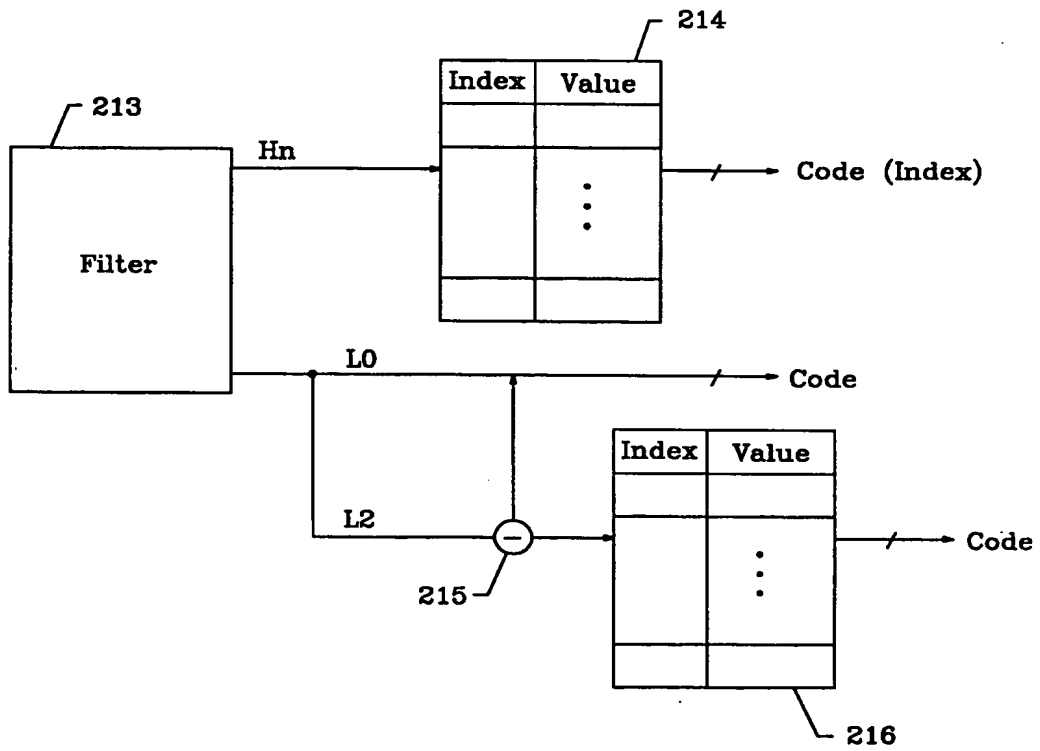 214
Index Value
213
Hn
Code (Index)
Filter
L0
Code
Index Value
L2
Code
215
216